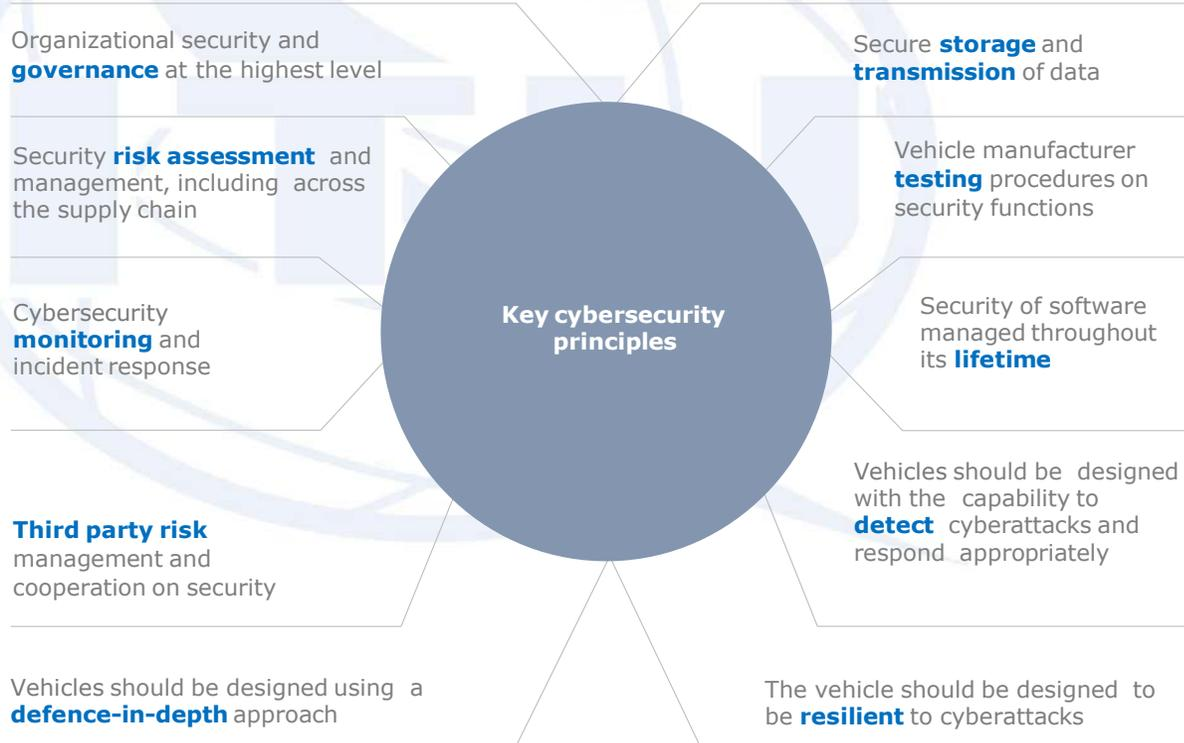 Organizational security and
governance at the highest level
Security risk assessment and
management, including across
the supply chain
Cybersecurity
monitoring and
incident response
Third party risk
management and
cooperation on security
Vehicles should be designed using a
defence-in-depth approach
Key cybersecurity
principles
Secure storage and
transmission of data
Vehicle manufacturer
testing procedures on
security functions
Security of software
managed throughout
its lifetime
Vehicles should be designed
with the capability to
detect cyberattacks and
respond appropriately
The vehicle should be designed to
be resilient to cyberattacks
ITU